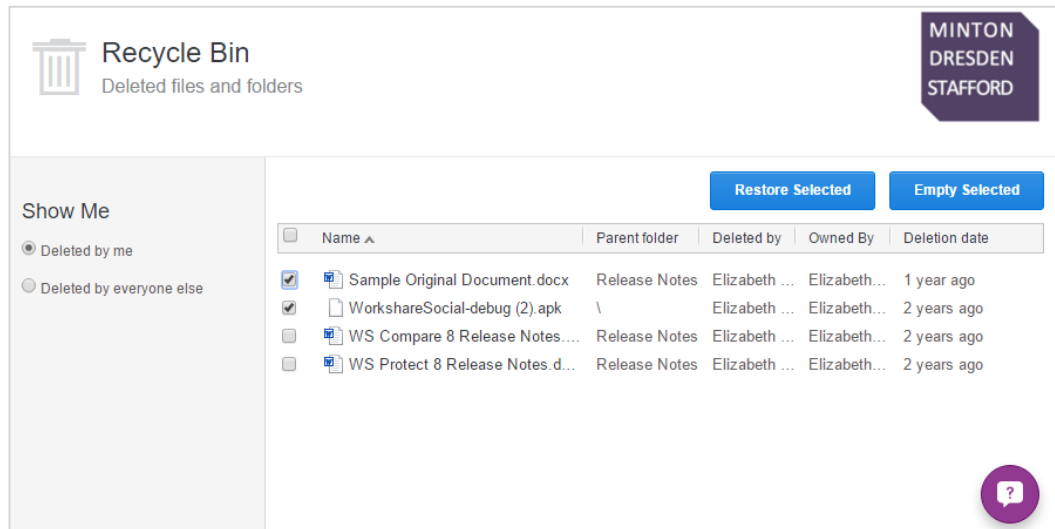 Recycle Bin
Deleted files and folders
MINTON
DRESDEN
STAFFORD
Show Me
Deleted by me
Deleted by everyone else
Restore Selected Empty Selected
Name Parent folder Deleted by Owned By Deletion date
Sample Original Document.docx Release Notes Elizabeth ... Elizabeth... 1 year ago
WorkshareSocial-debug (2).apk \ Elizabeth ... Elizabeth... 2 years ago
WS Compare 8 Release Notes.... Release Notes Elizabeth ... Elizabeth... 2 years ago
WS Protect 8 Release Notes.d... Release Notes Elizabeth ... Elizabeth... 2 years ago
?